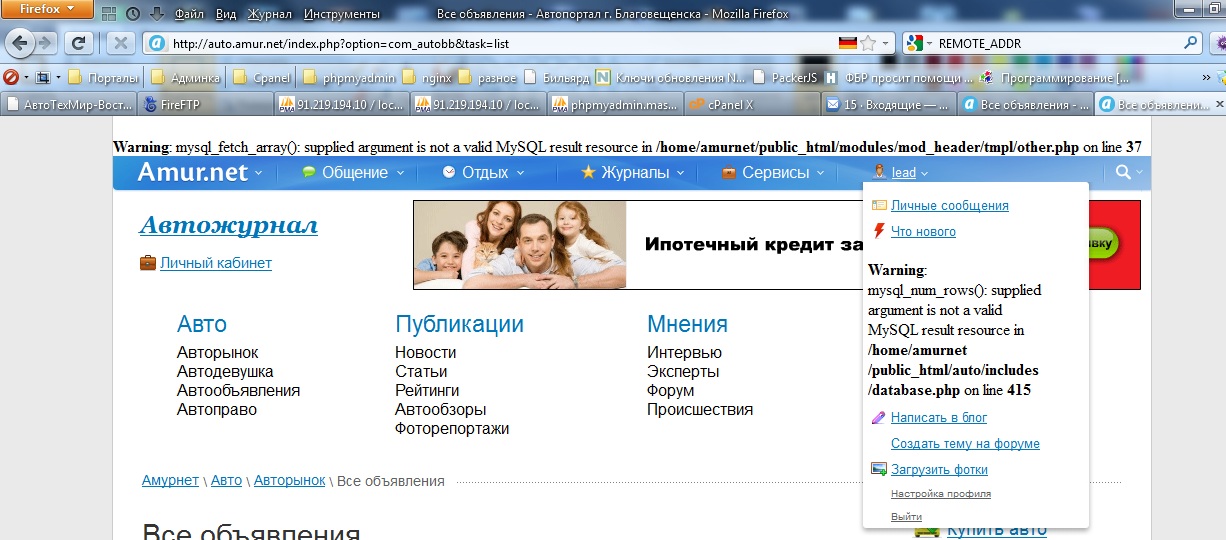 Firefox Файл Вид Журнал Инструменты Все объявления - Автопортал г. Благовещенска - Mozilla Firefox
http://auto.amur.net/index.php?option=com_autobb&task=list REMOTE_ADDR
Порталы Админка Cpanel phpmyadmin nginx разное Бильярд Ключи обновления N... PackerJS ФБР просит помощи ... Программирование [...
АвтоТехМир-Вост... FireFTP 91.219.194.10 / loc... 91.219.194.10 / loc... phpmyadmin.mas... cPanel X 15 · Входящие — ... Все объявления - ... Все объявлени...
Warning: mysql_fetch_array(): supplied argument is not a valid MySQL result resource in /home/amurnet/public_html/modules/mod_header/tmpl/other.php on line 37
Amur.net Общение Отдых Журналы Сервисы lead
Личные сообщения
Что нового
Warning:
mysql_num_rows(): supplied
argument is not a valid
MySQL result resource in
/home/amurnet
/public_html/auto/includes
/database.php on line 415
Написать в блог
Создать тему на форуме
Загрузить фотки
Настройка профиля
Выйти
Автожурнал
Личный кабинет
Ипотечный кредит за
вку
Авто
Авторынок
Автодевушка
Автообъявления
Автоправо
Публикации
Новости
Статьи
Рейтинги
Автообзоры
Фоторепортажи
Мнения
Интервью
Эксперты
Форум
Происшествия
Амурнет \ Авто \ Авторынок \ Все объявления
Все объявления
Купить авто